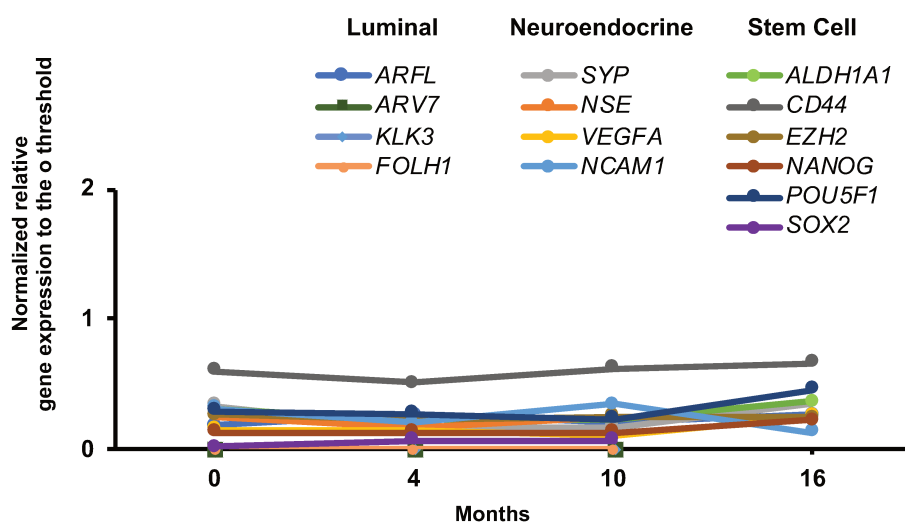 Luminal Neuroendocrine Stem Cell
ARFL SYP ALDH1A1
ARV7 NSE CD44
KLK3 VEGFA EZH2
FOLH1 NCAM1 NANOG
POU5F1
SOX2
Normalized relative
gene expression to the o threshold
2
1
0
0 4 10 16
Months